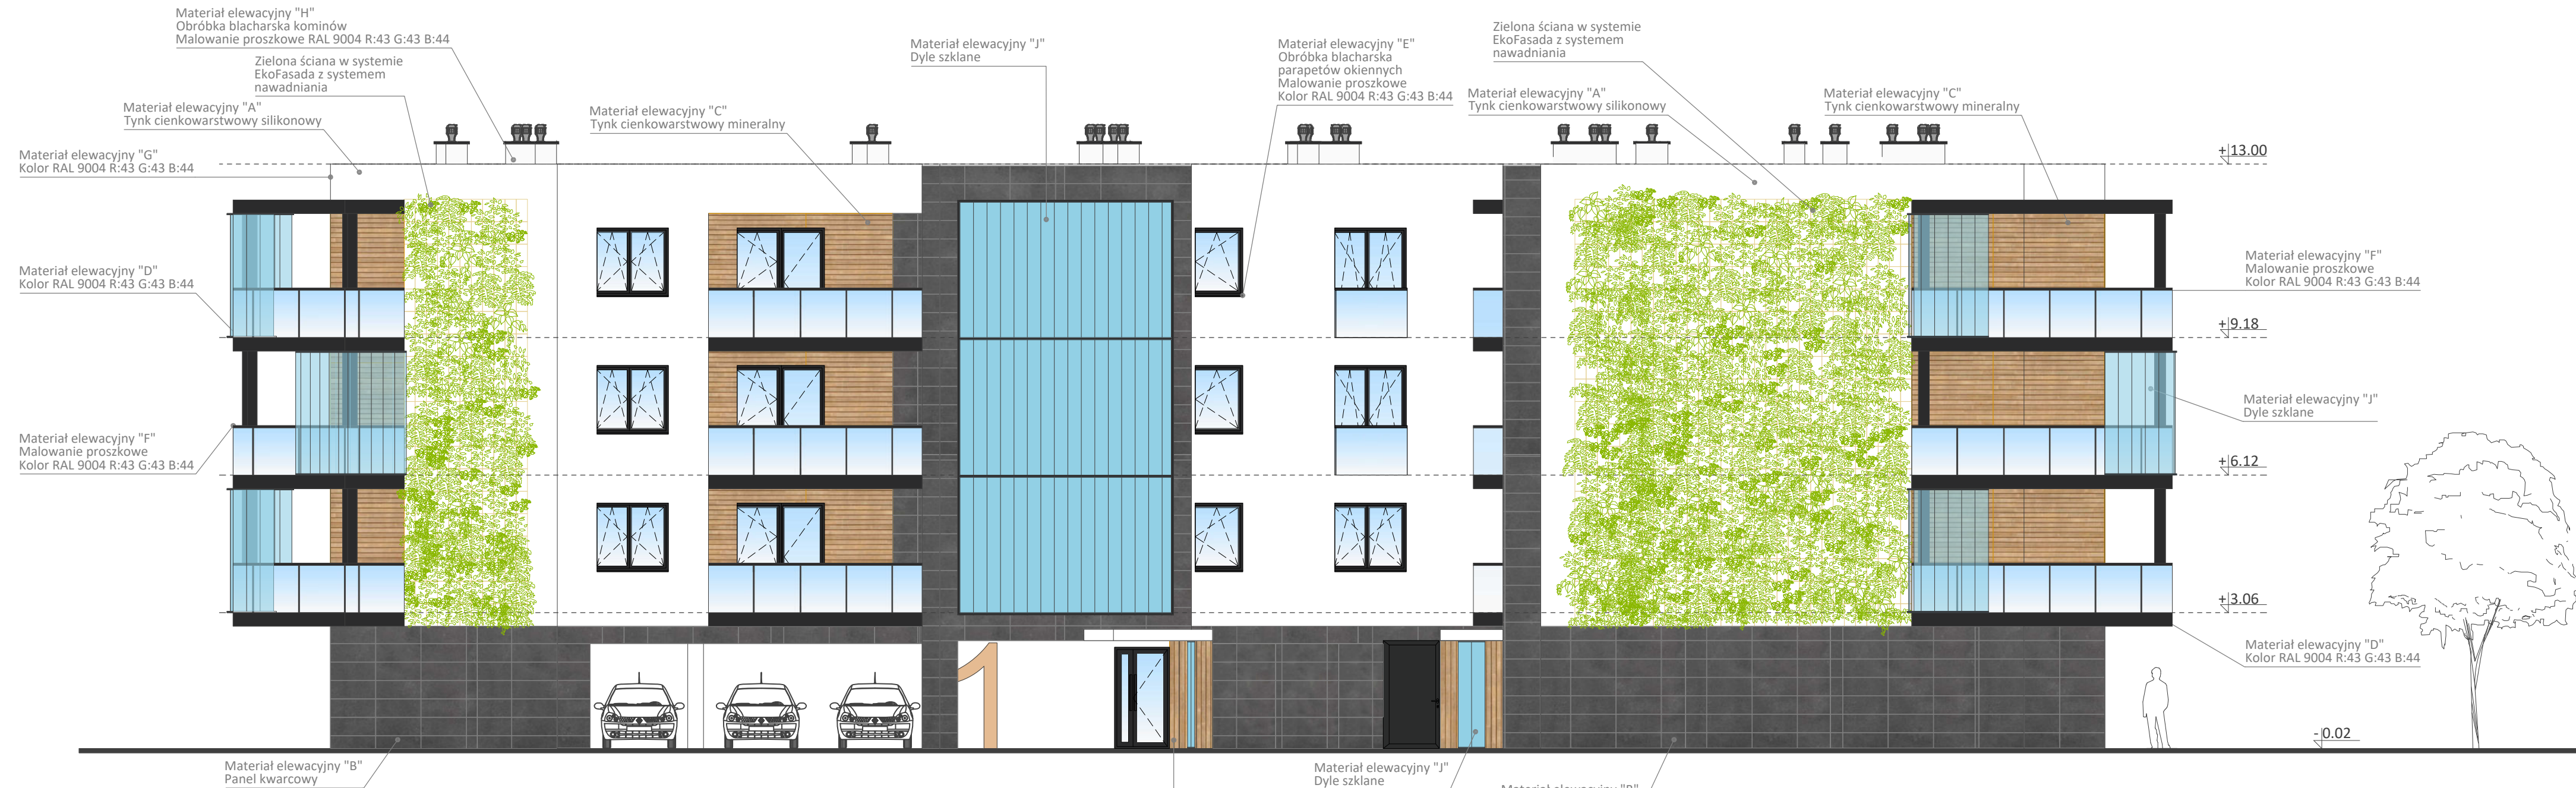 Materiał elewacyjny "H"
Obróbka blacharska kominów
Malowanie proszkowe RAL 9004 R:43 G:43 B:44
Zielona ściana w systemie
EkoFasada z systemem
nawadniania
Materiał elewacyjny "A"
Tynk cienkowarstwowy silikonowy
Materiał elewacyjny "G"
Kolor RAL 9004 R:43 G:43 B:44
Materiał elewacyjny "D"
Kolor RAL 9004 R:43 G:43 B:44
Materiał elewacyjny "F"
Malowanie proszkowe
Kolor RAL 9004 R:43 G:43 B:44
Materiał elewacyjny "C"
Tynk cienkowarstwowy mineralny
Materiał elewacyjny "J"
Dyle szklane
Materiał elewacyjny "E"
Obróbka blacharska
parapetów okiennych
Malowanie proszkowe
Kolor RAL 9004 R:43 G:43 B:44
Zielona ściana w systemie
EkoFasada z systemem
nawadniania
Materiał elewacyjny "A"
Tynk cienkowarstwowy silikonowy
Materiał elewacyjny "C"
Tynk cienkowarstwowy mineralny
+13.00
Materiał elewacyjny "F"
Malowanie proszkowe
Kolor RAL 9004 R:43 G:43 B:44
+9.18
Materiał elewacyjny "J"
Dyle szklane
+6.12
+3.06
Materiał elewacyjny "D"
Kolor RAL 9004 R:43 G:43 B:44
-0.02
1
Materiał elewacyjny "B"
Panel kwarcowy
Materiał elewacyjny "J"
Dyle szklane
Materiał elewacyjny "B"